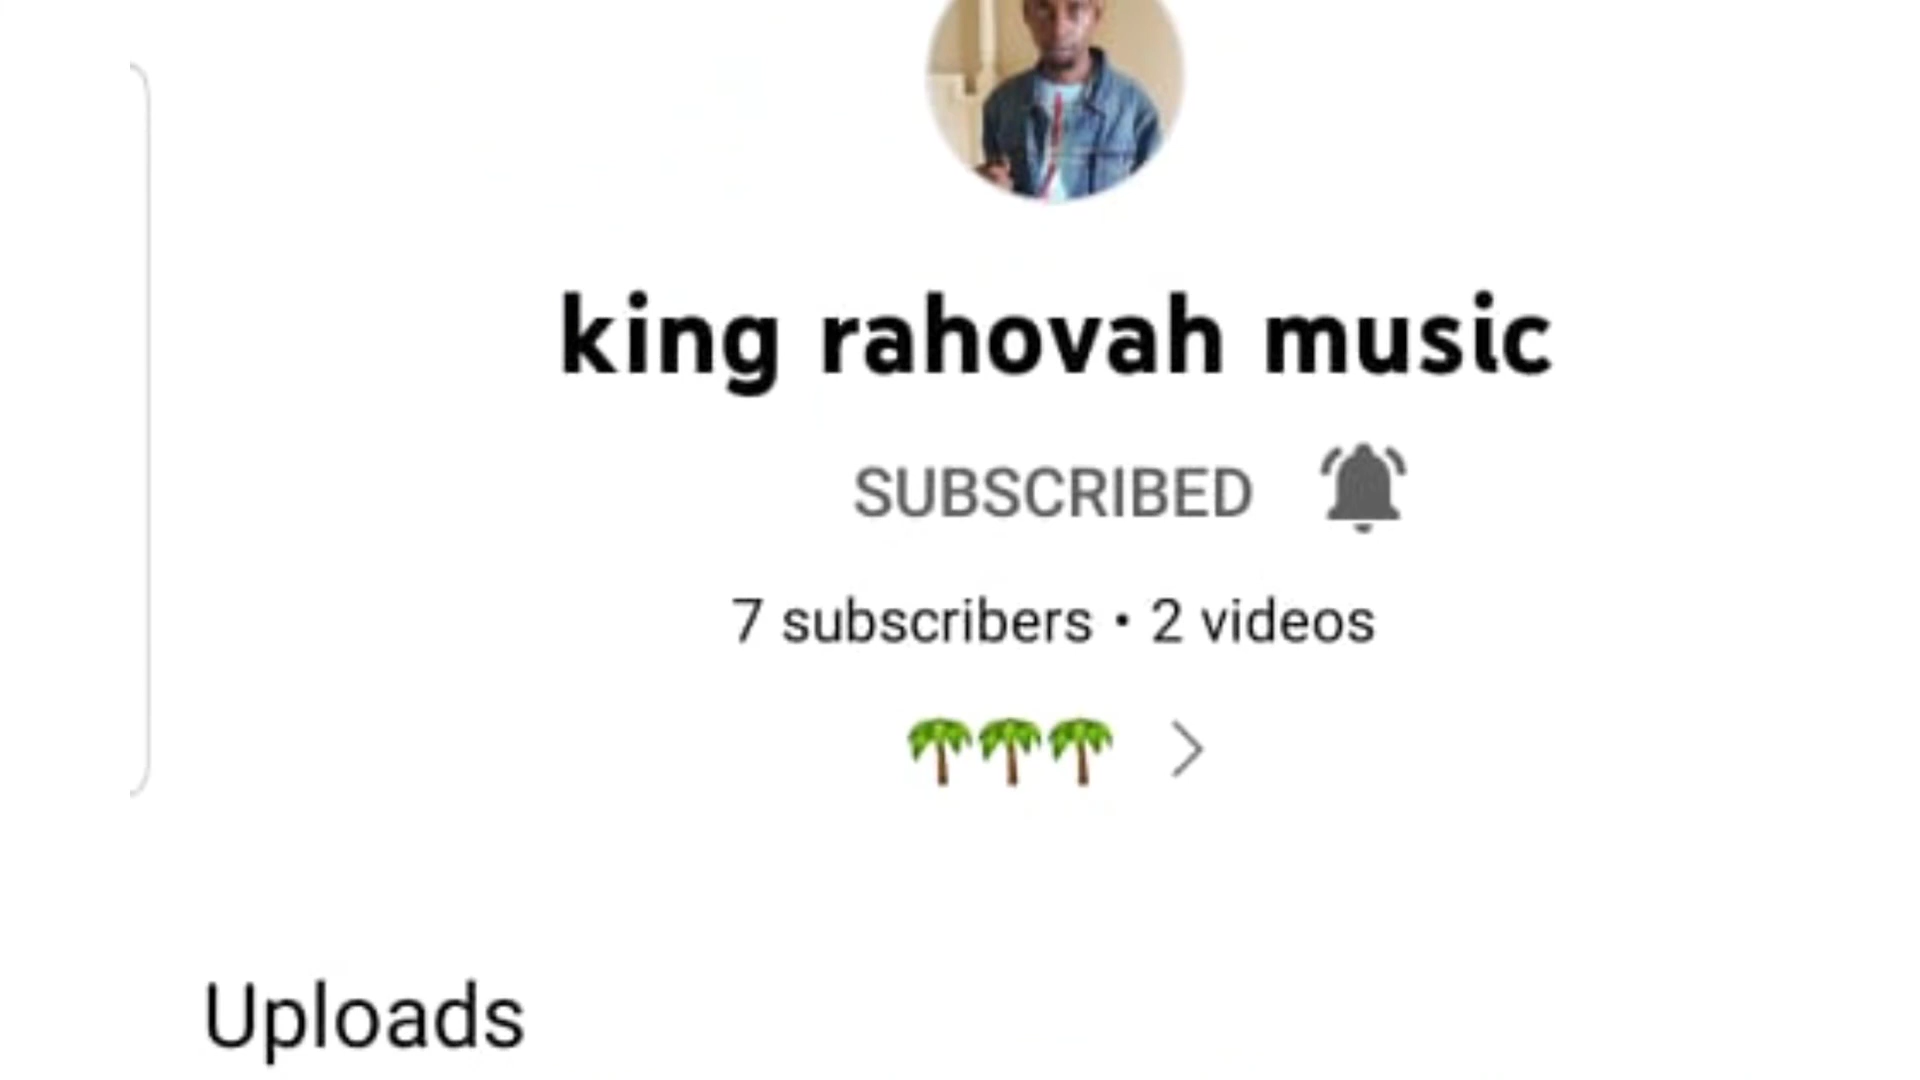 king rahovah music
SUBSCRIBED
7 subscribers • 2 videos
🌴🌴🌴
Uploads